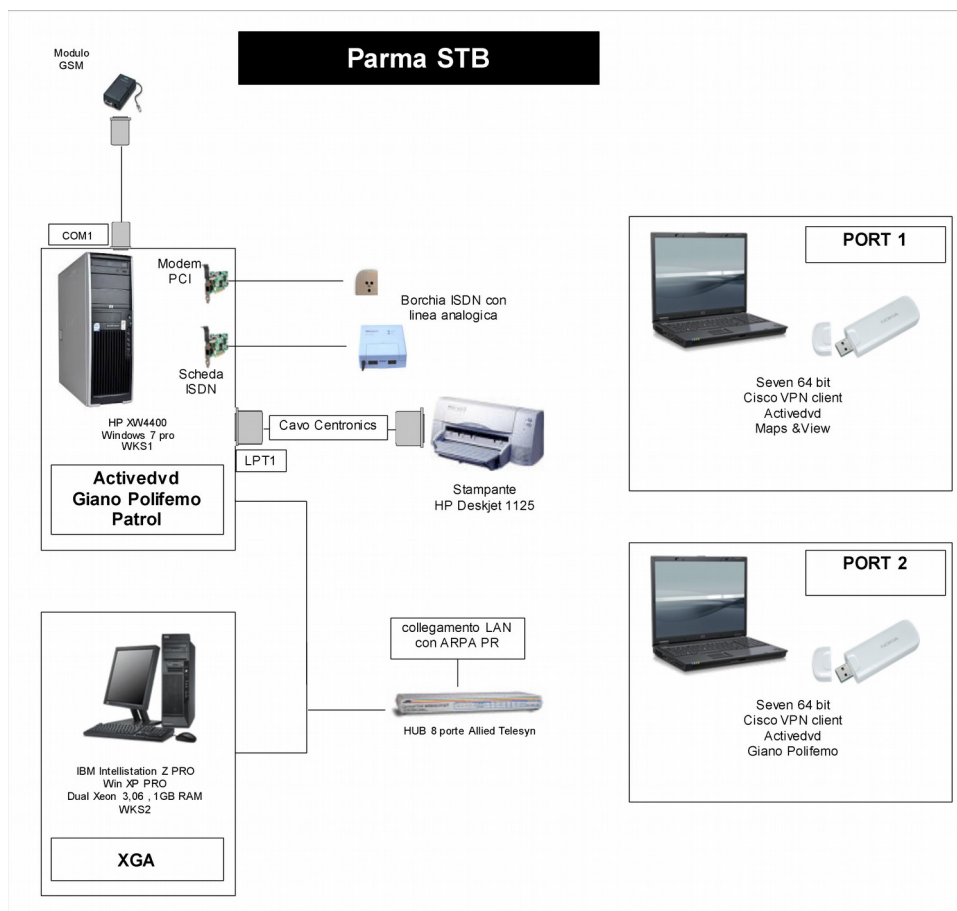 Parma STB
Modulo
GSM
COM1
Modem
PCI
Borchia ISDN con
linea analogica
Scheda
ISDN
HP XW4400
Windows 7 pro
WKS1
Cavo Centronics
LPT1
Activedvd
Giano Polifemo
Patrol
Stampante
HP Deskjet 1125
PORT 1
NOKIA
Seven 64 bit
Cisco VPN client
Activedvd
Maps &View
PORT 2
NOKIA
Seven 64 bit
Cisco VPN client
Activedvd
Giano Polifemo
collegamento LAN
con ARPA PR
HUB 8 porte Allied Telesyn
IBM Intellistation Z PRO
Win XP PRO
Dual Xeon 3,06 , 1GB RAM
WKS2
XGA